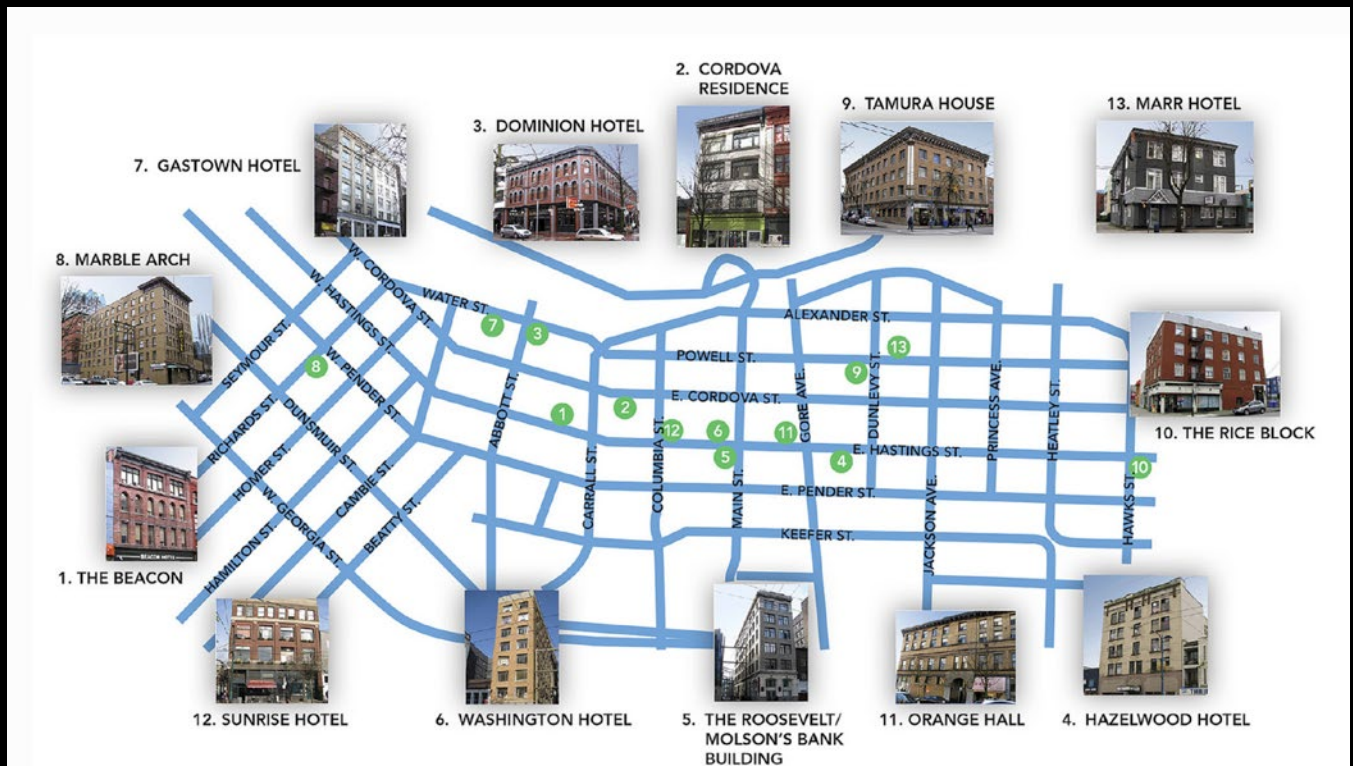 2. CORDOVA
RESIDENCE
9. TAMURA HOUSE
13. MARR HOTEL
3. DOMINION HOTEL
7. GASTOWN HOTEL
8. MARBLE ARCH
W. CORDOVA ST.
W. HASTINGS ST.
WATER ST.
ALEXANDER ST.
7
3
SEYMOUR ST.
13
POWELL ST.
8
W. PENDER ST.
9
DUNLEVY ST.
ABBOTT ST.
E. CORDOVA ST.
GORE AVE.
PRINCESS AVE.
HEATLEY ST.
RICHARDS ST.
DUNSMUIR ST.
1
2
12
6
11
10. THE RICE BLOCK
COLUMBIA ST.
5
4
E. HASTINGS ST.
10
HOMER ST.
CAMBIE ST.
CARRALL ST.
MAIN ST.
E. PENDER ST.
HAWKS ST.
W. GEORGIA ST.
BEATTY ST.
KEEFER ST.
JACKSON AVE.
HAMILTON ST.
BEACON HOTEL
1. THE BEACON
12. SUNRISE HOTEL
6. WASHINGTON HOTEL
5. THE ROOSEVELT/
MOLSON'S BANK
BUILDING
11. ORANGE HALL
4. HAZELWOOD HOTEL